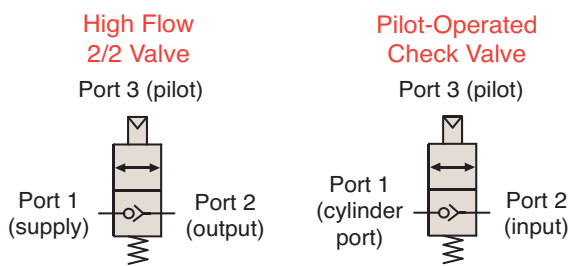 High Flow
2/2 Valve
Port 3 (pilot)
Port 1
(supply)
Port 2
(output)
Pilot-Operated
Check Valve
Port 3 (pilot)
Port 1
(cylinder
port)
Port 2
(input)